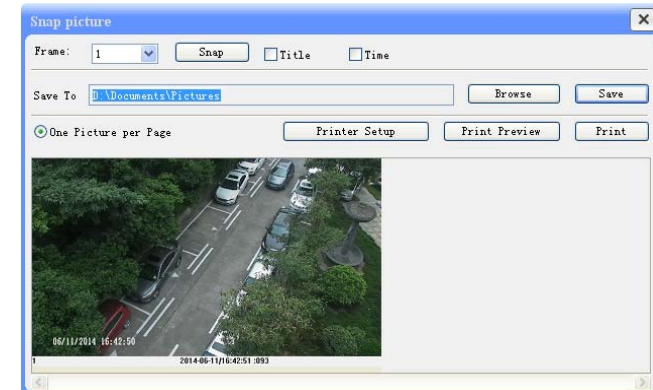 Snap picture
Frame: 1 Snap Title Time
Save To D:\Documents\Pictures Browse Save
One Picture per Page Printer Setup Print Preview Print
06/11/2014 16:42:50
1 2014-06-11/16:42:51 :093